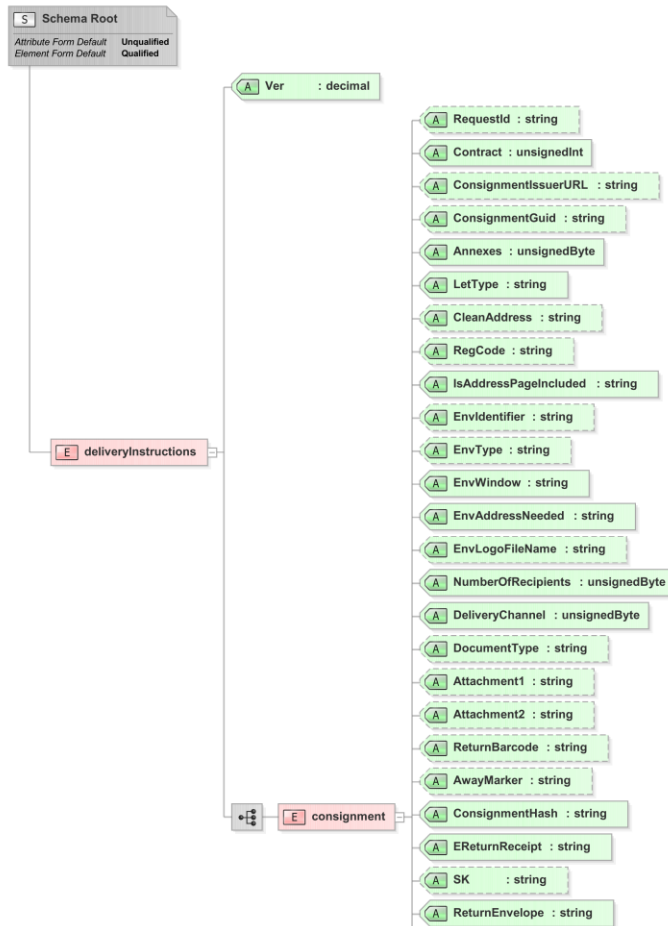 S Schema Root
Attribute Form Default Unqualified
Element Form Default Qualified
A Ver : decimal
A RequestId : string
A Contract : unsignedInt
A ConsignmentIssuerURL : string
A ConsignmentGuid : string
A Annexes : unsignedByte
A LetType : string
A CleanAddress : string
A RegCode : string
A IsAddressPageIncluded : string
A EnvIdentifier : string
E deliveryInstructions
A EnvType : string
A EnvWindow : string
A EnvAddressNeeded : string
A EnvLogoFileName : string
A NumberOfRecipients : unsignedByte
A DeliveryChannel : unsignedByte
A DocumentType : string
A Attachment1 : string
A Attachment2 : string
A ReturnBarcode : string
A AwayMarker : string
E consignment
A ConsignmentHash : string
A EReturnReceipt : string
A SK : string
A ReturnEnvelope : string